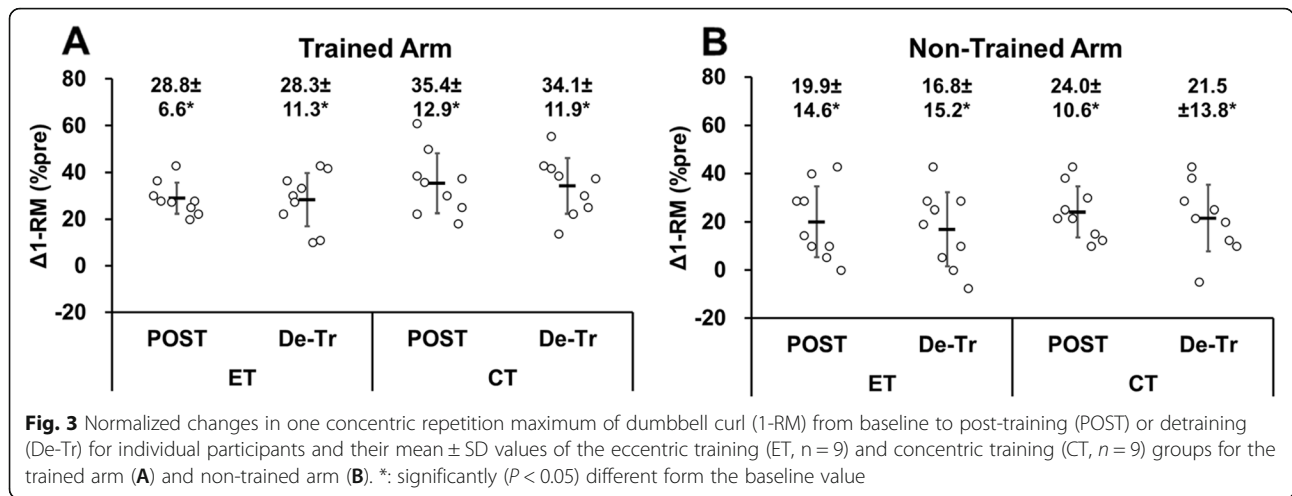 A Trained Arm
28.8± 28.3± 35.4± 34.1±
6.6* 11.3* 12.9* 11.9*
80
60
40
20
0
-20
Δ1-RM (%pre)
POST De-Tr POST De-Tr
ET CT
B Non-Trained Arm
19.9± 16.8± 24.0± 21.5
14.6* 15.2* 10.6* ±13.8*
80
60
40
20
0
-20
Δ1-RM (%pre)
POST De-Tr POST De-Tr
ET CT
Fig. 3 Normalized changes in one concentric repetition maximum of dumbbell curl (1-RM) from baseline to post-training (POST) or detraining
(De-Tr) for individual participants and their mean ± SD values of the eccentric training (ET, n = 9) and concentric training (CT, n = 9) groups for the
trained arm (A) and non-trained arm (B). *: significantly (P < 0.05) different form the baseline value